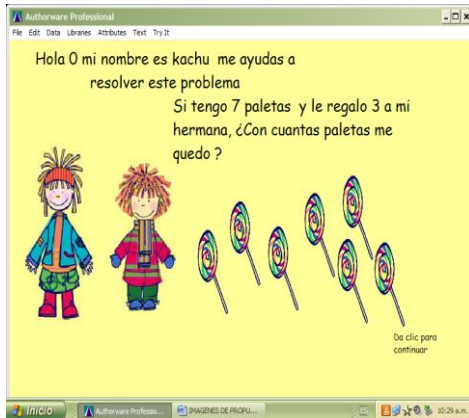 Authorware Professional
File Edit Data Libraries Attributes Text Try It
Hola 0 mi nombre es kachu me ayudas a
resolver este problema
Si tengo 7 paletas y le regalo 3 a mi
hermana, ¿Con cuantas paletas me
quedo ?
Da clic para
continuar
Inicio
Authorware Professio...
IMAGENES DE PROPU...
ES
10:29 a.m.